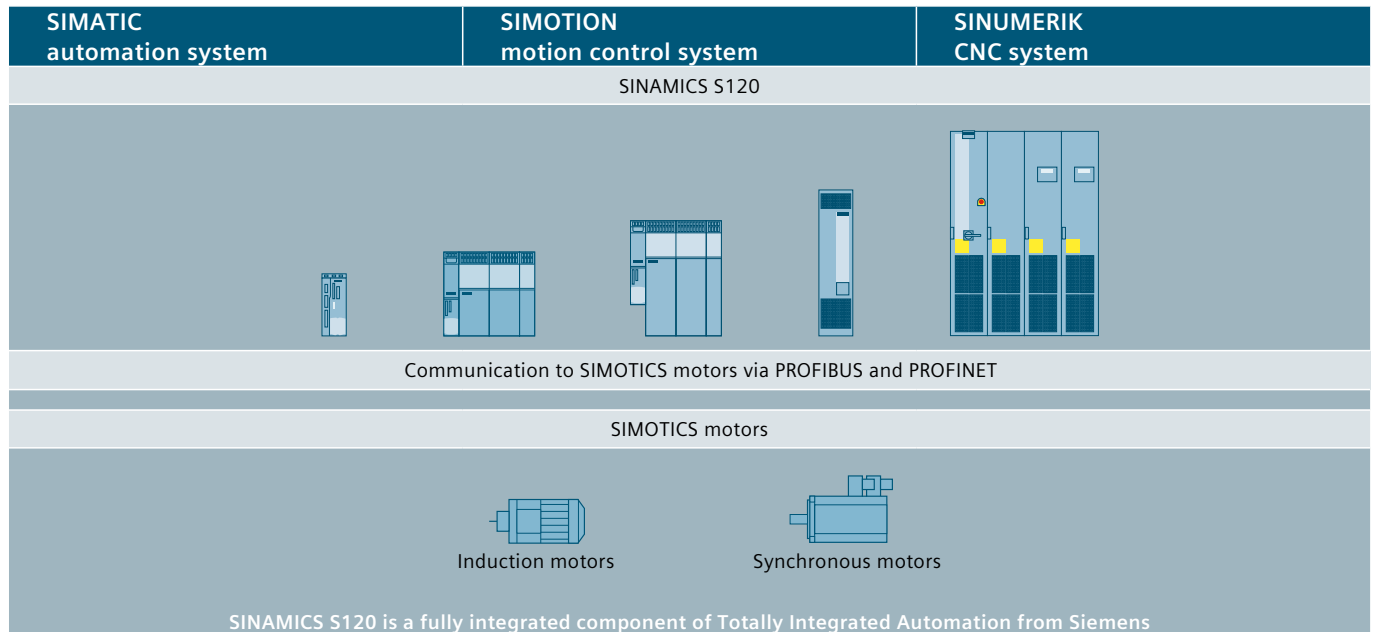 SIMATIC
automation system
SIMOTION
motion control system
SINUMERIK
CNC system
SINAMICS S120
Communication to SIMOTICS motors via PROFIBUS and PROFINET
SIMOTICS motors
Induction motors
Synchronous motors
SINAMICS S120 is a fully integrated component of Totally Integrated Automation from Siemens